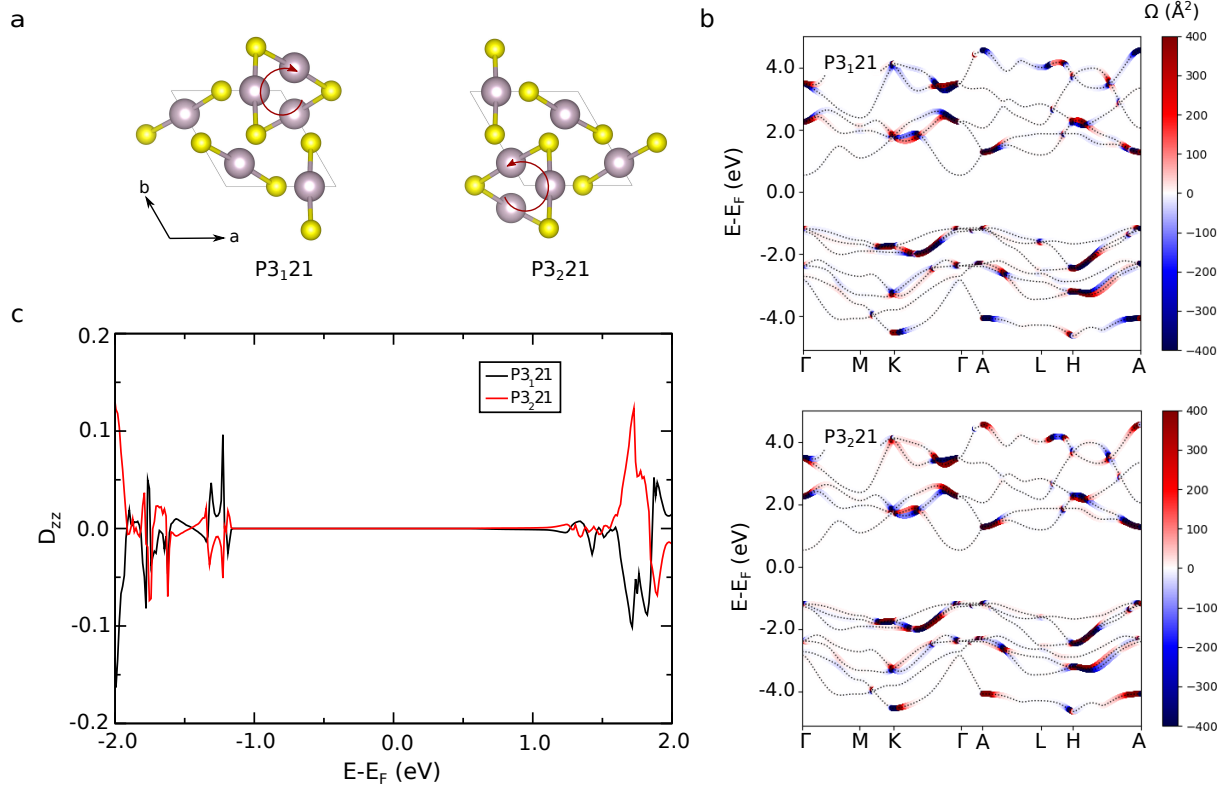 a
b
a
P3₁21
P3₂21
b
Ω (Å²)
P3₁21
4.0
2.0
0.0
-2.0
-4.0
E-E_F (eV)
Γ M K Γ A L H A
400
300
200
100
0
−100
−200
−300
−400
P3₂21
4.0
2.0
0.0
-2.0
-4.0
E-E_F (eV)
Γ M K Γ A L H A
400
300
200
100
0
−100
−200
−300
−400
c
0.2
0.1
0.0
-0.1
-0.2
D_zz
P3₁21
P3₂21
-2.0 -1.0 0.0 1.0 2.0
E-E_F (eV)